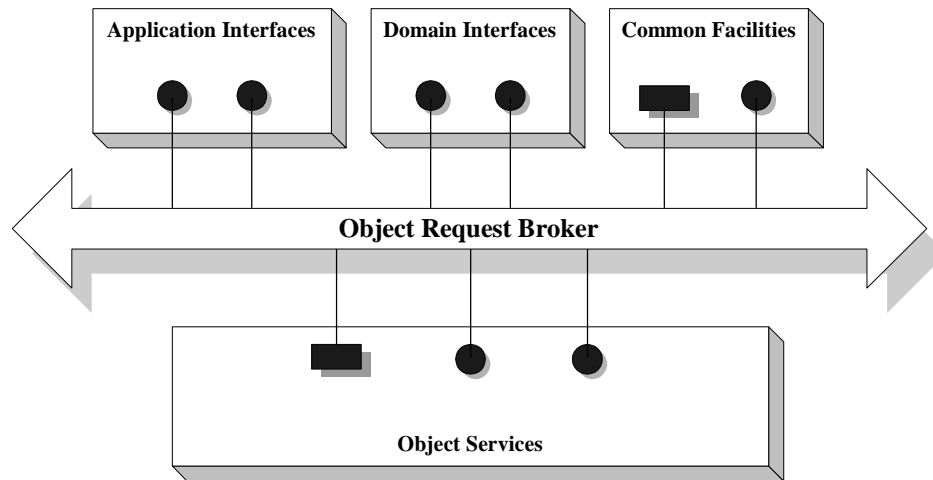 Application Interfaces
Domain Interfaces
Common Facilities
Object Request Broker
Object Services